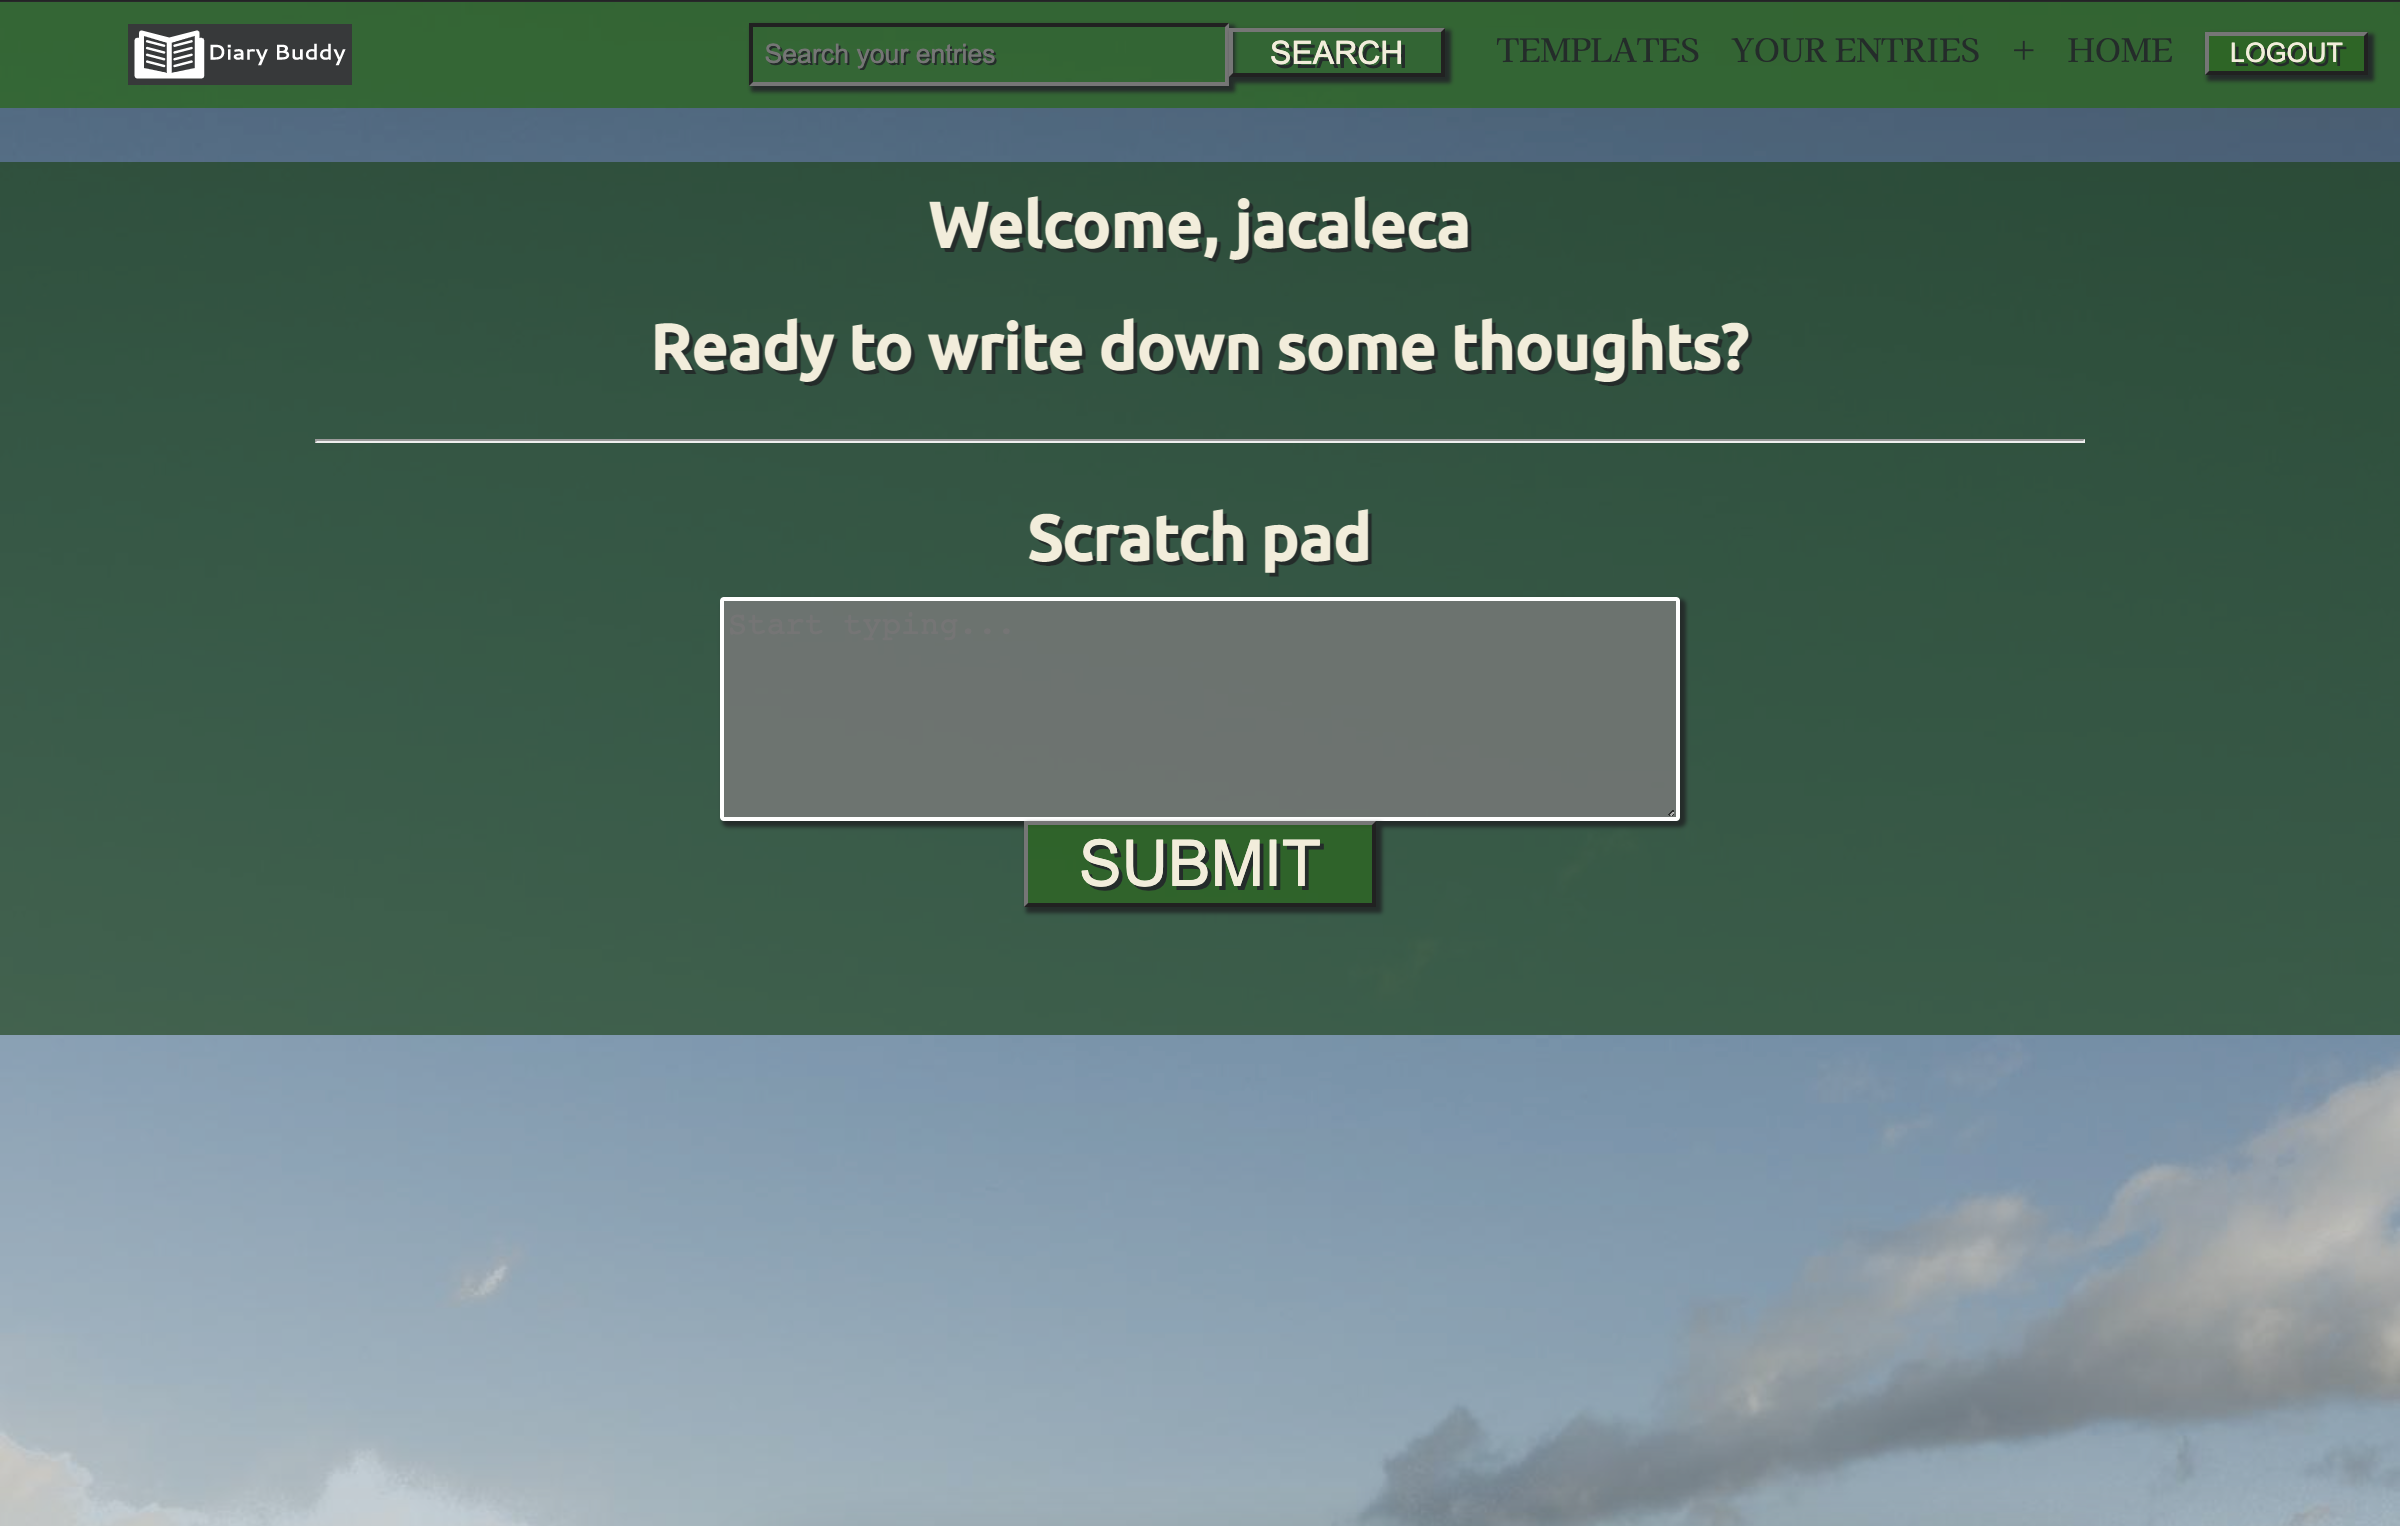 Diary Buddy
Search your entries
SEARCH
TEMPLATES
YOUR ENTRIES
+
HOME
LOGOUT
Welcome, jacaleca
Ready to write down some thoughts?
Scratch pad
Start typing...
SUBMIT